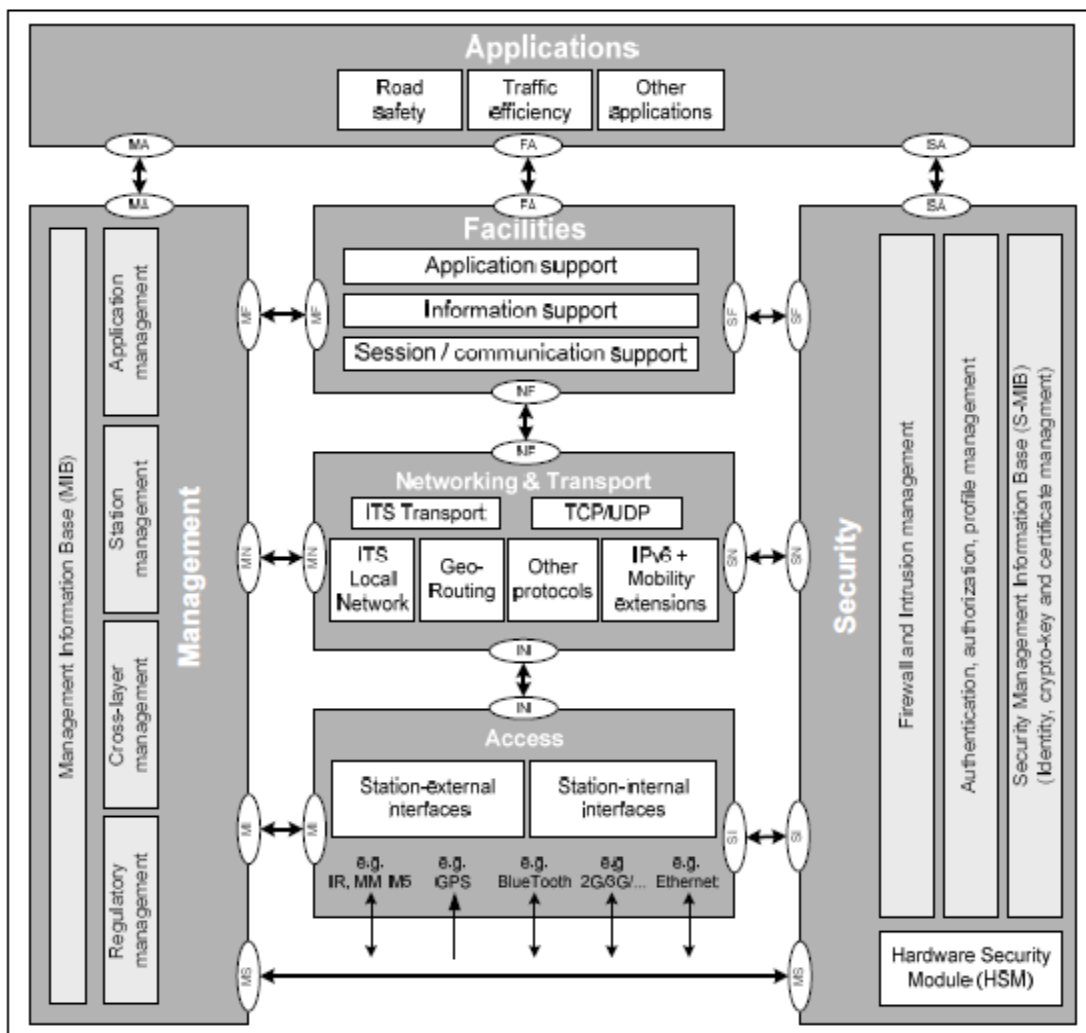 Applications
Road
safety
Traffic
efficiency
Other
applications
MA
FA
SA
MA
FA
SA
Management Information Base (MIB)
Application
management
Station
management
Cross-layer
management
Regulatory
management
Management
MF
MF
Facilities
Application support
Information support
Session / communication support
SF
SF
NF
NF
Networking & Transport
ITS Transport
TCP/UDP
ITS
Local
Network
Geo-
Routing
Other
protocols
IPv6 +
Mobility
extensions
MN
MN
SN
SN
NI
NI
Access
Station-external
interfaces
Station-internal
interfaces
MI
MI
SI
SI
e.g.
IR, MM, M5
e.g.
GPS
e.g.
BlueTooth
e.g
2G/3G/...
e.g.
Ethernet
MS
MS
Security
Firewall and Intrusion management
Authentication, authorization, profile management
Security Management Information Base (S-MIB)
(Identity, crypto-key and certificate managment)
Hardware Security
Module (HSM)